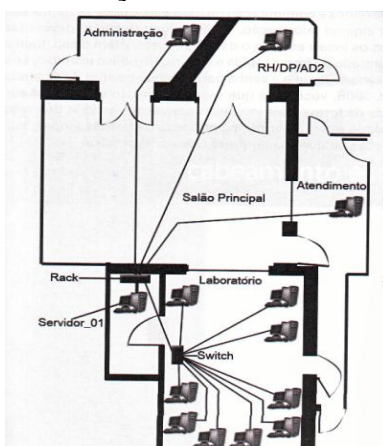 Administração
RH/DP/AD2
Salão Principal
Atendimento
Rack
Laboratório
Servidor_01
Switch